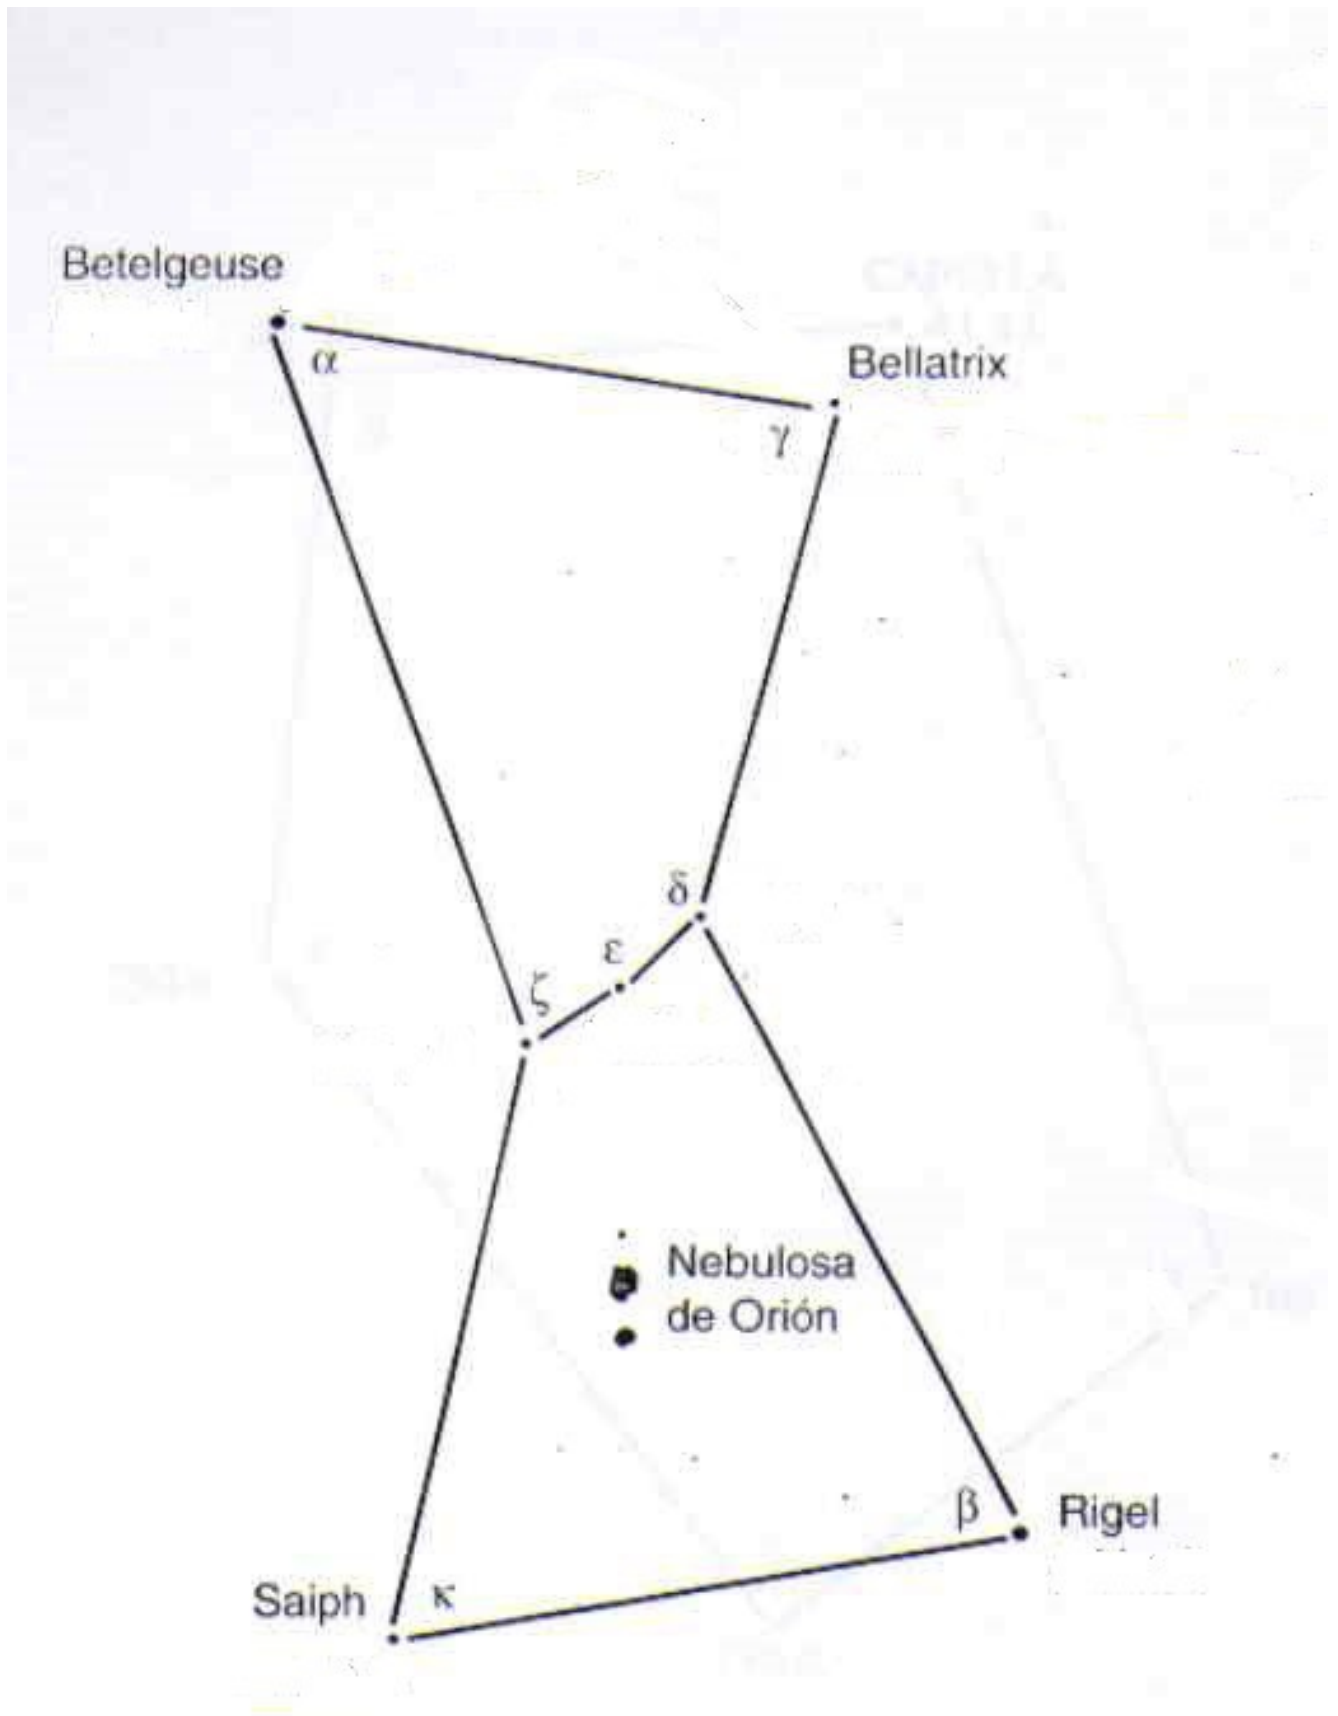 Betelgeuse
α
Bellatrix
γ
δ
ε
ζ
Nebulosa
de Orión
β
Rigel
Saiph
κ